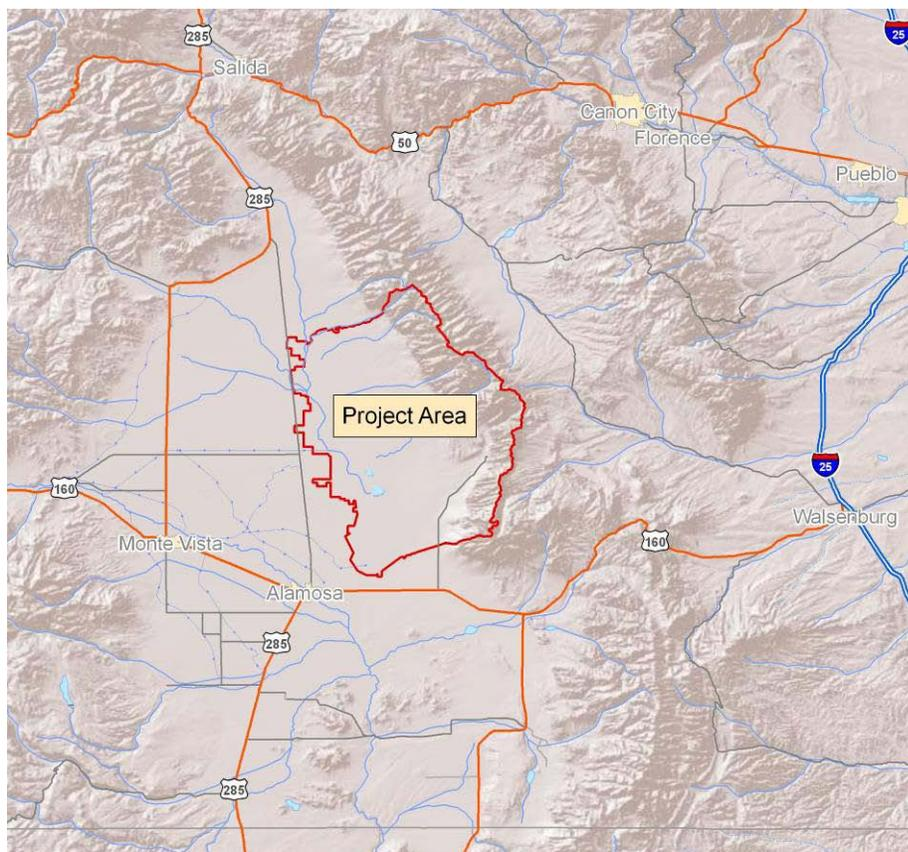 285
25
Salida
Canon City
50
Florence
Pueblo
285
Project Area
25
160
Walsenburg
Monte Vista
160
Alamosa
285
285